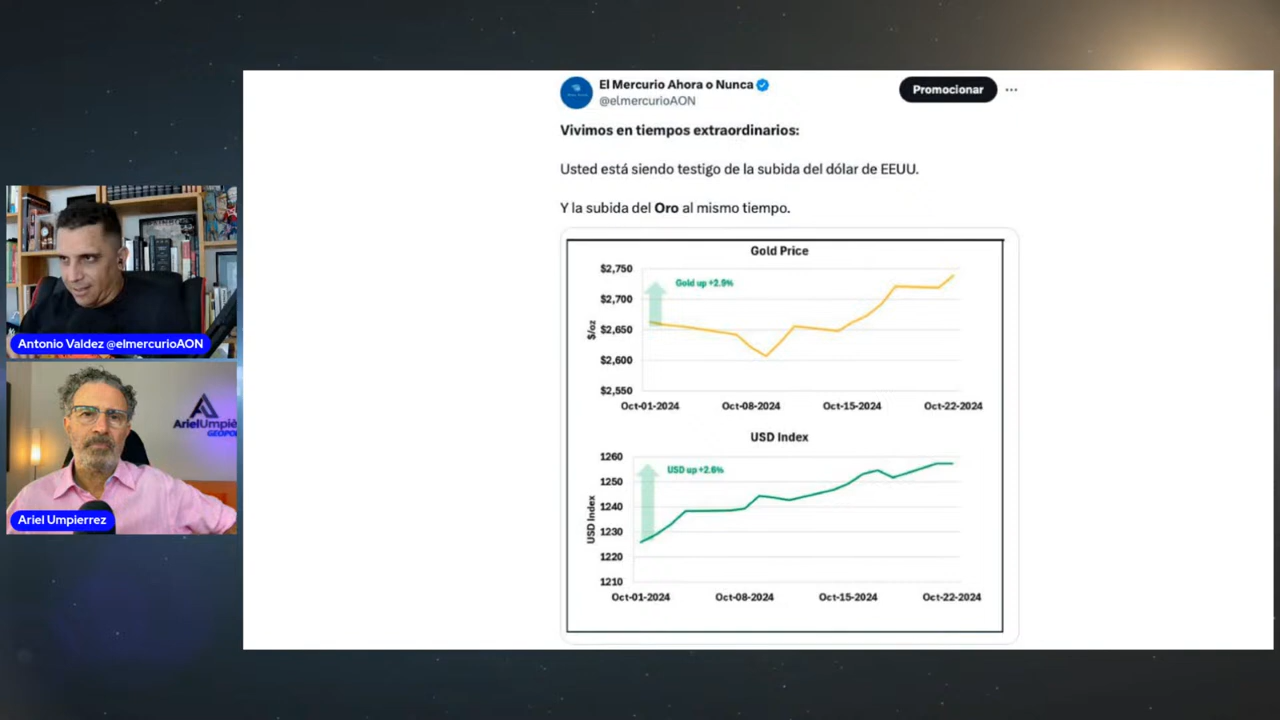 El Mercurio Ahora o Nunca
@elmercurioAON
Promocionar
Vivimos en tiempos extraordinarios:
Usted está siendo testigo de la subida del dólar de EEUU.
Y la subida del Oro al mismo tiempo.
Gold Price
$2,750
$2,700
$2,650
$2,600
$2,550
$/oz
Gold up +2.9%
Oct-01-2024 Oct-08-2024 Oct-15-2024 Oct-22-2024
USD Index
1260
1250
1240
1230
1220
1210
USD Index
USD up +2.6%
Oct-01-2024 Oct-08-2024 Oct-15-2024 Oct-22-2024
Antonio Valdez @elmercurioAON
Ariel Umpierrez